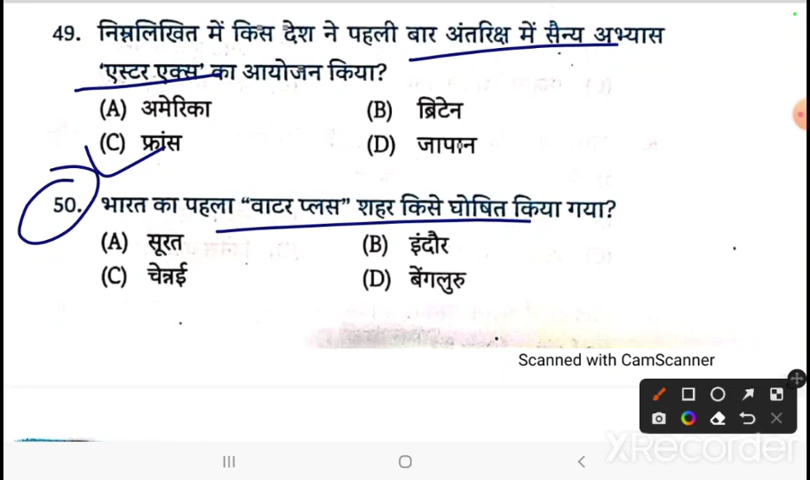 49. निम्नलिखित में किस देश ने पहली बार अंतरिक्ष में सैन्य अभ्यास
'एस्टर एक्स' का आयोजन किया?
(A) अमेरिका (B) ब्रिटेन
(C) फ्रांस (D) जापान
50. भारत का पहला “वाटर प्लस” शहर किसे घोषित किया गया?
(A) सूरत (B) इंदौर
(C) चेन्नई (D) बेंगलुरु
Scanned with CamScanner
XRecorder